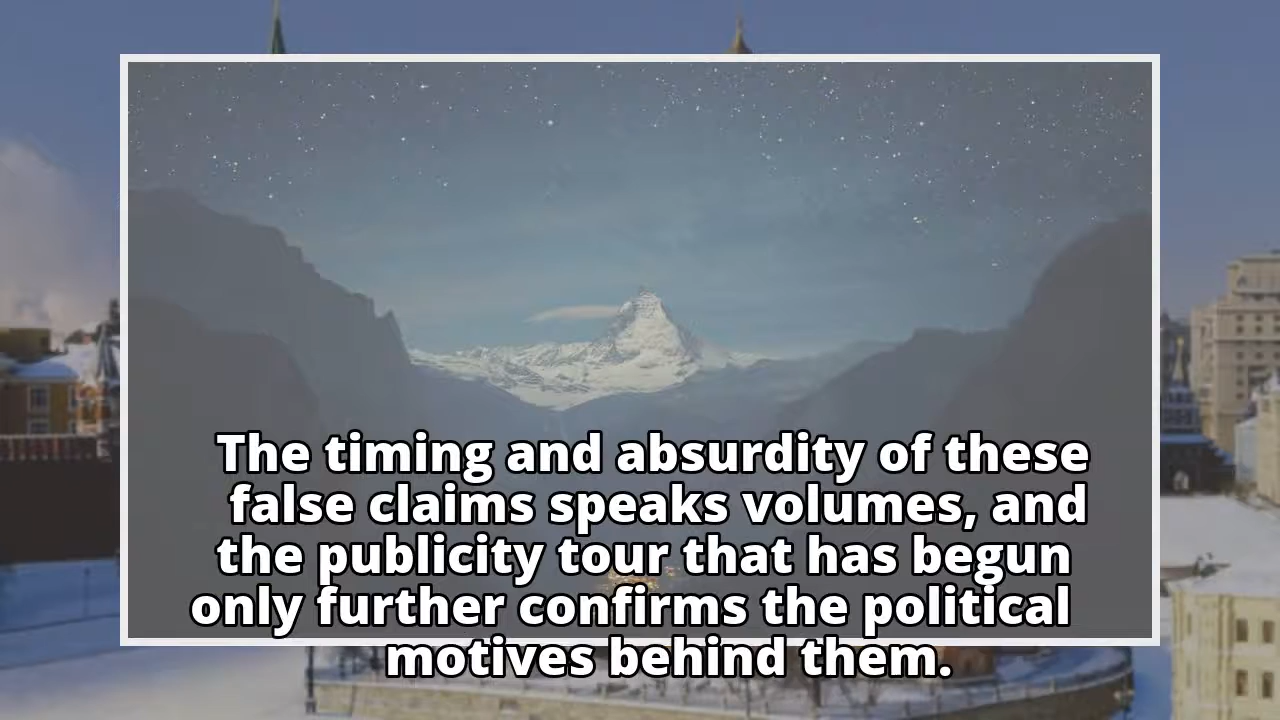 The timing and absurdity of these
false claims speaks volumes, and
the publicity tour that has begun
only further confirms the political
motives behind them.